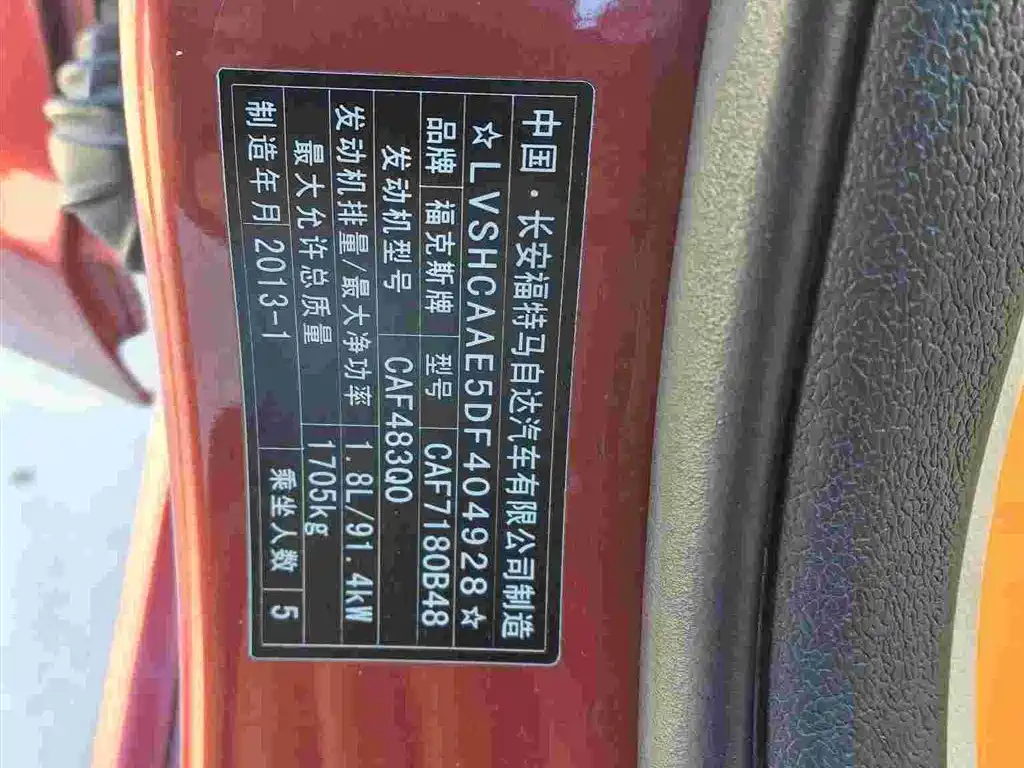 中国·长安福特马自达汽车有限公司制造
☆LVSHCAAE5DF404928☆
品牌 福克斯牌 型号 CAF7180B48
发动机型号 CAF483Q0
发动机排量/最大净功率 1.8L/91.4kW
最大允许总质量 1705kg
制造年月 2013-1 乘坐人数 5